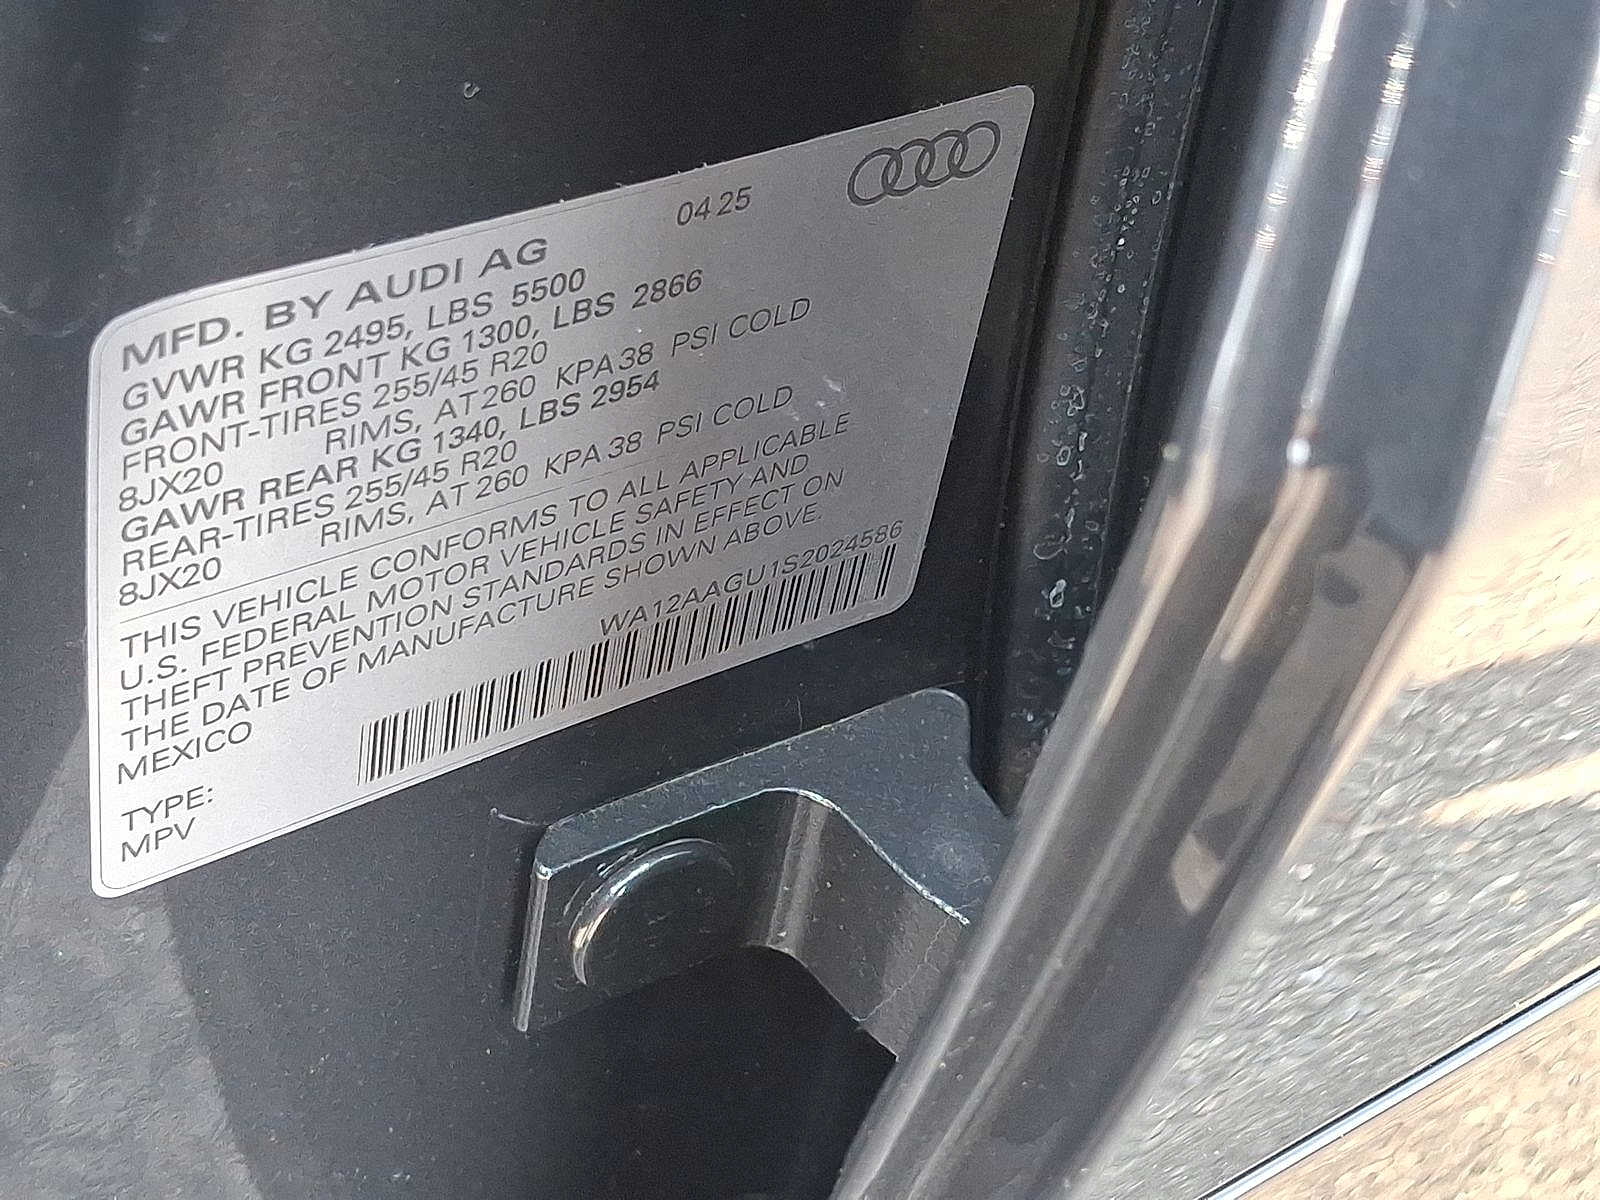 04 25
MFD. BY AUDI AG
GVWR KG 2495, LBS 5500
GAWR FRONT KG 1300, LBS 2866
FRONT-TIRES 255/45 R20
8JX20 RIMS, AT 260 KPA 38 PSI COLD
GAWR REAR KG 1340, LBS 2954
REAR-TIRES 255/45 R20
8JX20 RIMS, AT 260 KPA 38 PSI COLD
THIS VEHICLE CONFORMS TO ALL APPLICABLE
U.S. FEDERAL MOTOR VEHICLE SAFETY AND
THEFT PREVENTION STANDARDS IN EFFECT ON
THE DATE OF MANUFACTURE SHOWN ABOVE.
MEXICO
WA12AAGU1S2024586
TYPE:
MPV